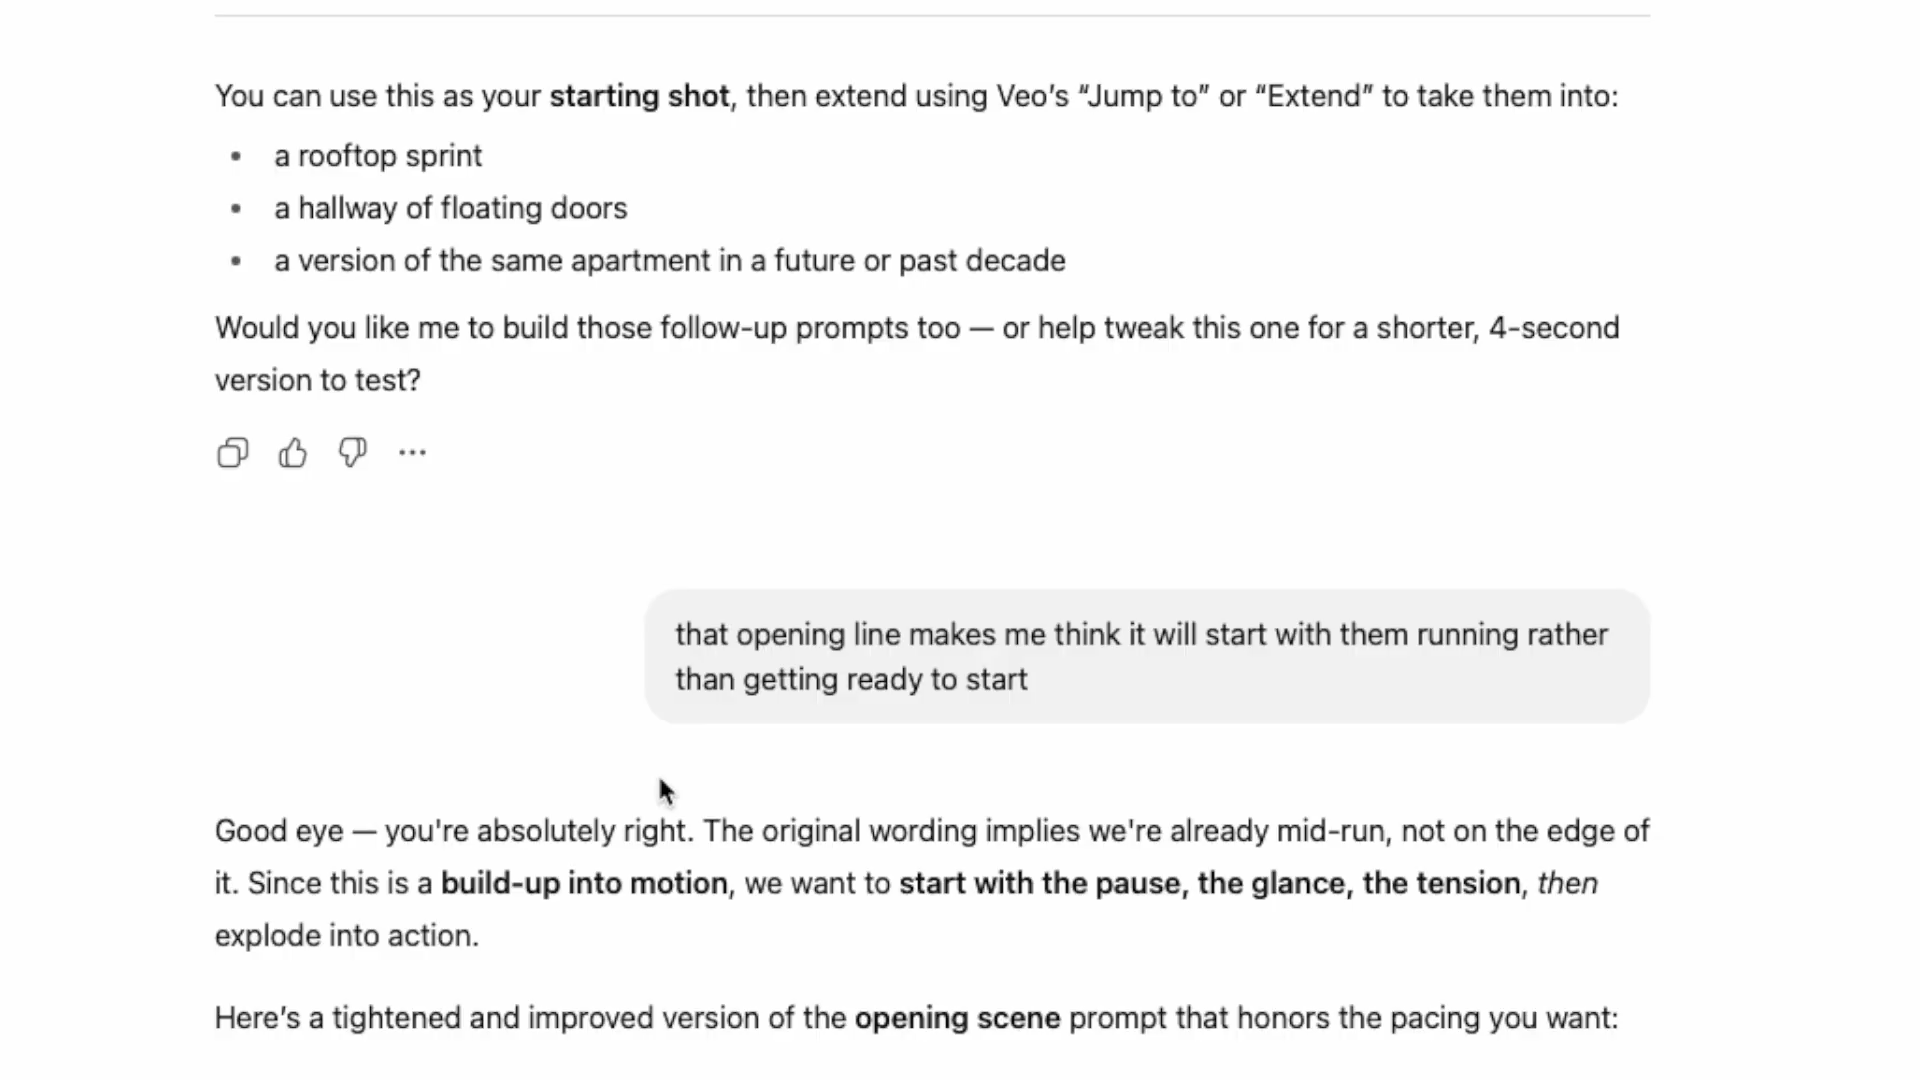 You can use this as your starting shot, then extend using Veo’s “Jump to” or “Extend” to take them into:
• a rooftop sprint
• a hallway of floating doors
• a version of the same apartment in a future or past decade
Would you like me to build those follow-up prompts too — or help tweak this one for a shorter, 4-second
version to test?
that opening line makes me think it will start with them running rather
than getting ready to start
Good eye — you're absolutely right. The original wording implies we're already mid-run, not on the edge of
it. Since this is a build-up into motion, we want to start with the pause, the glance, the tension, then
explode into action.
Here’s a tightened and improved version of the opening scene prompt that honors the pacing you want: